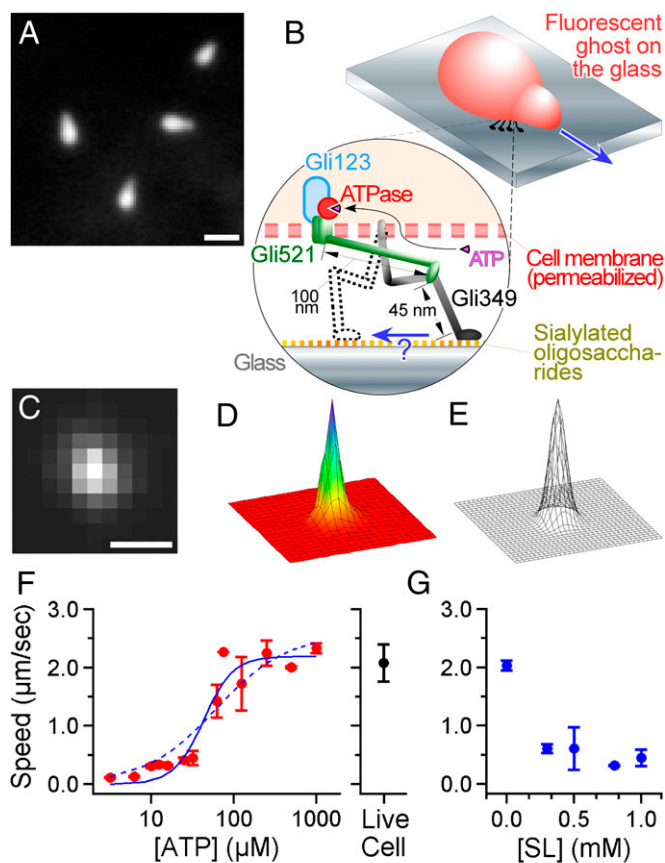 A
B
Fluorescent
ghost on
the glass
Gli123
ATPase
Gli521
ATP
Cell membrane
(permeabilized)
100
nm
45 nm
Gli349
?
Glass
Sialylated
oligosaccha-
rides
C
D
E
F
G
Speed (µm/sec)
3.0
2.0
1.0
0.0
10
100
1000
[ATP] (µM)
Live
Cell
3.0
2.0
1.0
0.0
0.0
0.5
1.0
[SL] (mM)